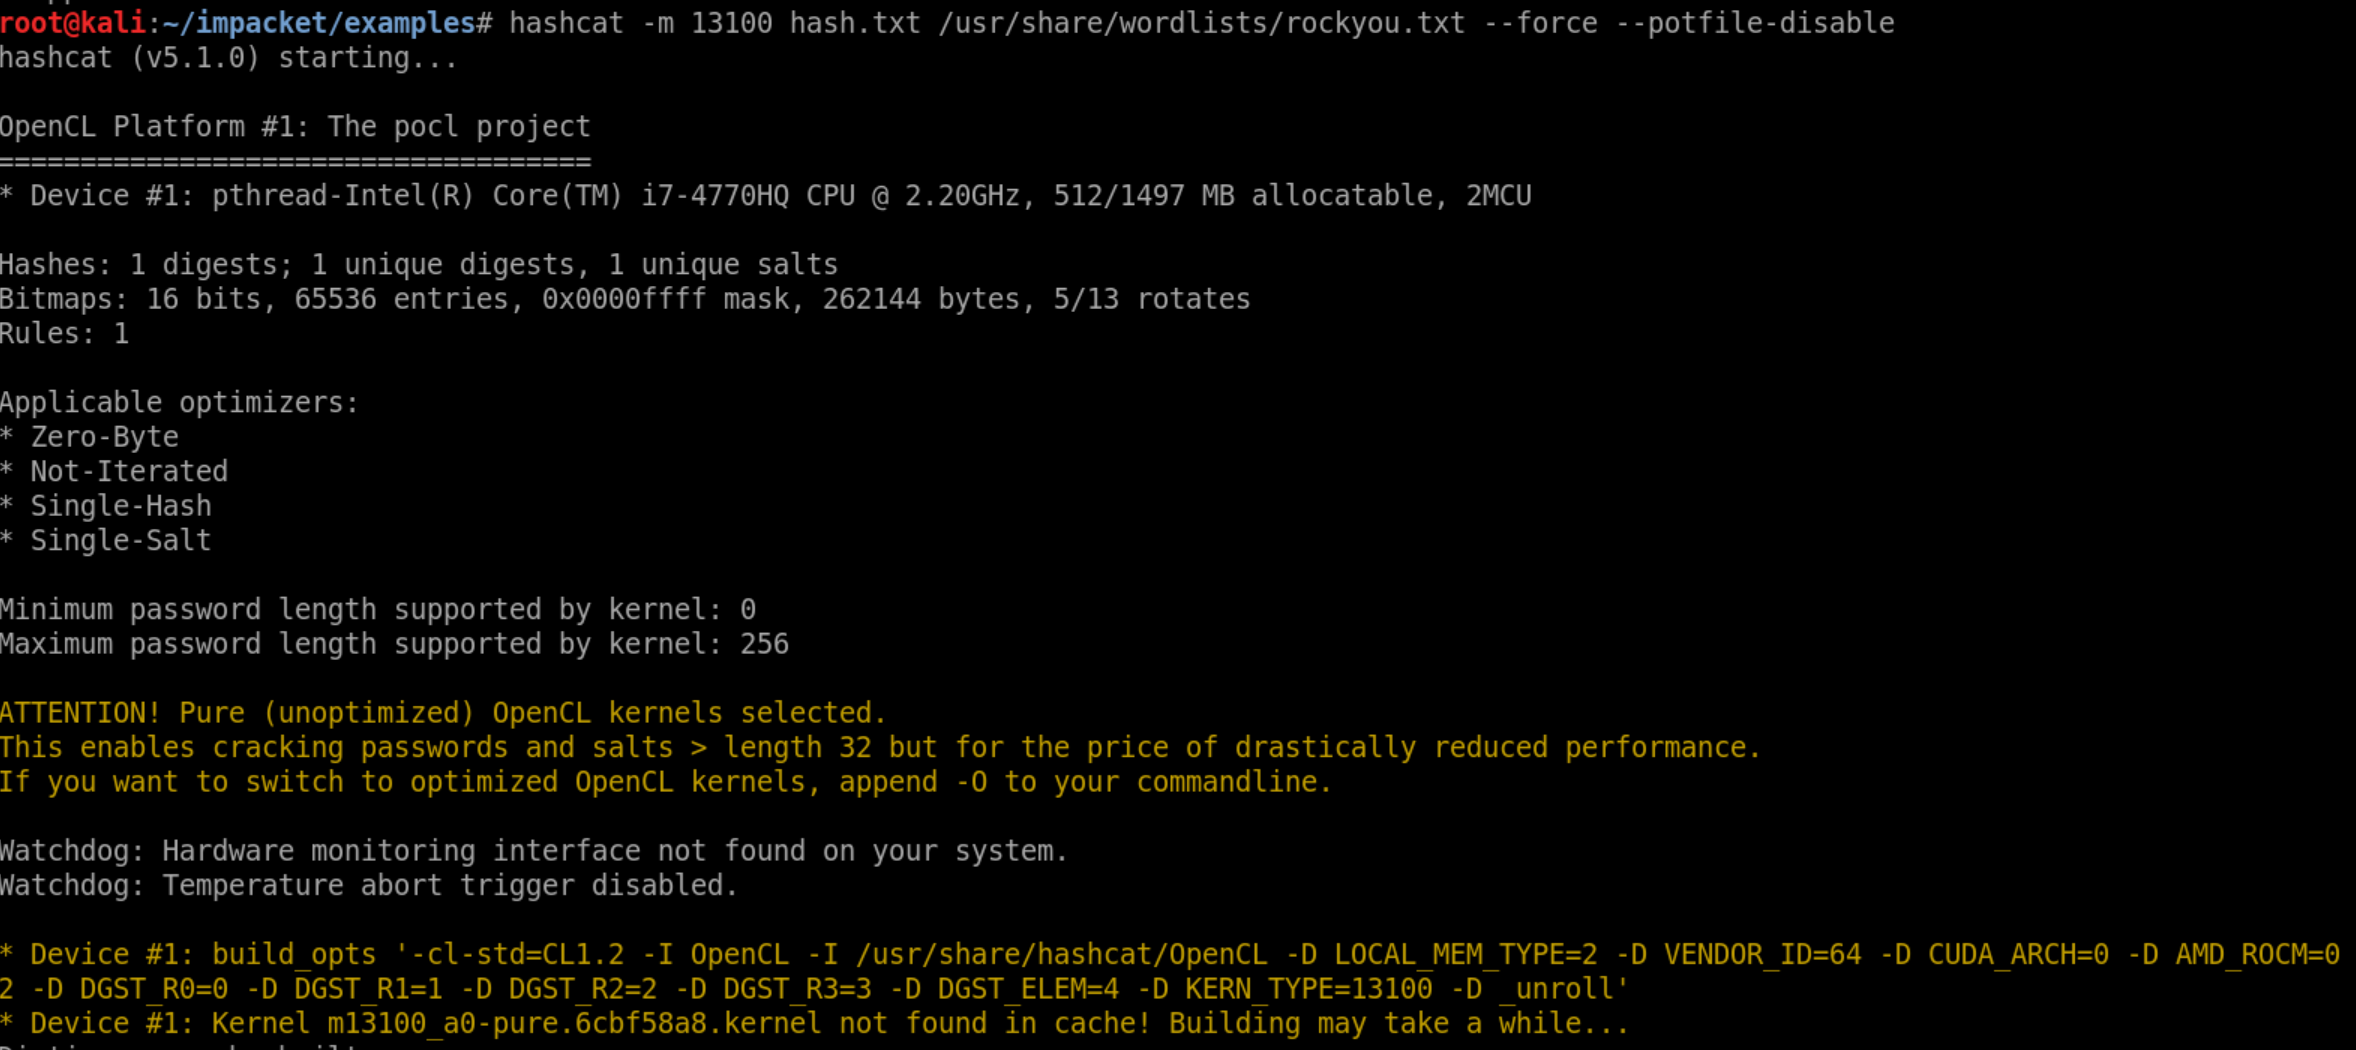 root@kali:~/impacket/examples# hashcat -m 13100 hash.txt /usr/share/wordlists/rockyou.txt --force --potfile-disable
hashcat (v5.1.0) starting...
OpenCL Platform #1: The pocl project
====================================
* Device #1: pthread-Intel(R) Core(TM) i7-4770HQ CPU @ 2.20GHz, 512/1497 MB allocatable, 2MCU
Hashes: 1 digests; 1 unique digests, 1 unique salts
Bitmaps: 16 bits, 65536 entries, 0x0000ffff mask, 262144 bytes, 5/13 rotates
Rules: 1
Applicable optimizers:
* Zero-Byte
* Not-Iterated
* Single-Hash
* Single-Salt
Minimum password length supported by kernel: 0
Maximum password length supported by kernel: 256
ATTENTION! Pure (unoptimized) OpenCL kernels selected.
This enables cracking passwords and salts > length 32 but for the price of drastically reduced performance.
If you want to switch to optimized OpenCL kernels, append -O to your commandline.
Watchdog: Hardware monitoring interface not found on your system.
Watchdog: Temperature abort trigger disabled.
* Device #1: build_opts '-cl-std=CL1.2 -I OpenCL -I /usr/share/hashcat/OpenCL -D LOCAL_MEM_TYPE=2 -D VENDOR_ID=64 -D CUDA_ARCH=0 -D AMD_ROCM=0
2 -D DGST_R0=0 -D DGST_R1=1 -D DGST_R2=2 -D DGST_R3=3 -D DGST_ELEM=4 -D KERN_TYPE=13100 -D _unroll'
* Device #1: Kernel m13100_a0-pure.6cbf58a8.kernel not found in cache! Building may take a while...